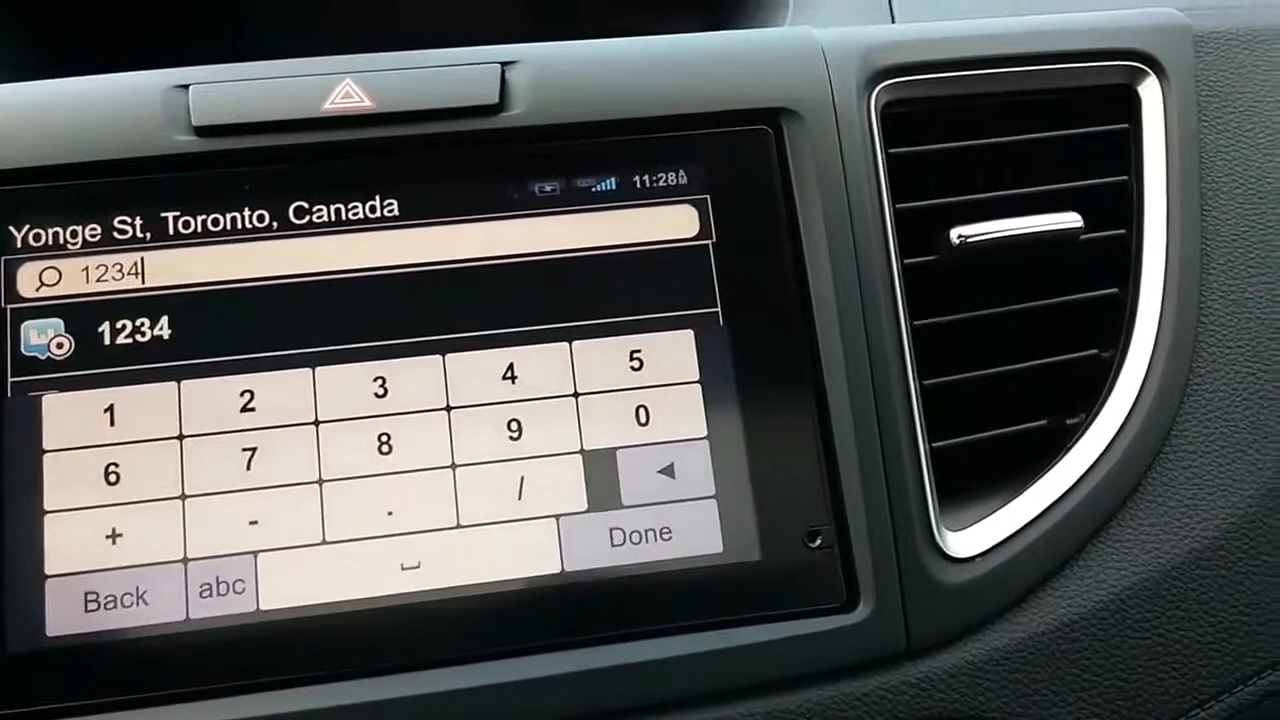 11:28 AM
Yonge St, Toronto, Canada
1234
1234
1 2 3 4 5
6 7 8 9 0
+ - . /
Back abc Done